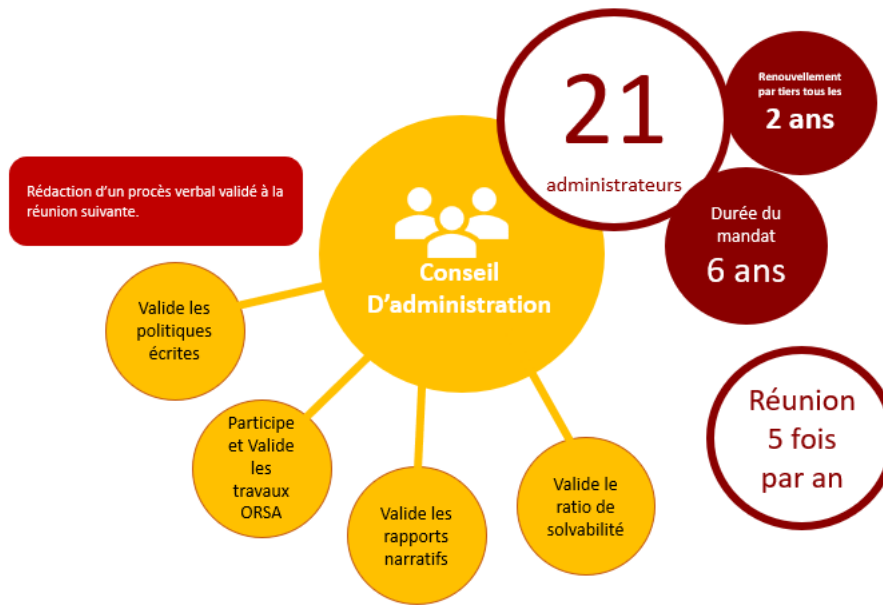 21
administrateurs
Renouvellement
par tiers tous les
2 ans
Durée du
mandat
6 ans
Rédaction d’un procès verbal validé à la
réunion suivante.
Conseil
D’administration
Valide les
politiques
écrites
Participe
et Valide
les
travaux
ORSA
Valide les
rapports
narratifs
Valide le
ratio de
solvabilité
Réunion
5 fois
par an